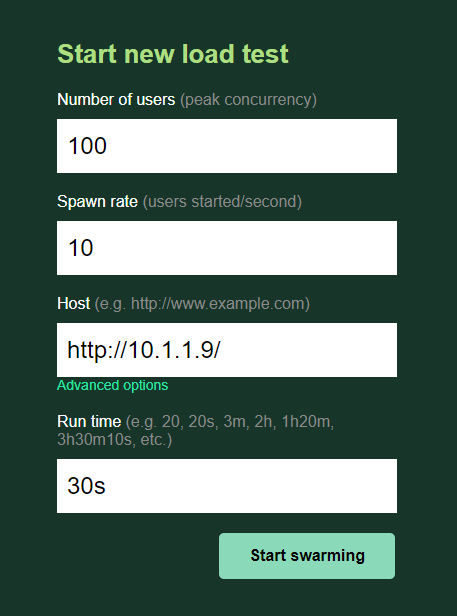 Start new load test
Number of users (peak concurrency)
100
Spawn rate (users started/second)
10
Host (e.g. http://www.example.com)
http://10.1.1.9/
Advanced options
Run time (e.g. 20, 20s, 3m, 2h, 1h20m,
3h30m10s, etc.)
30s
Start swarming